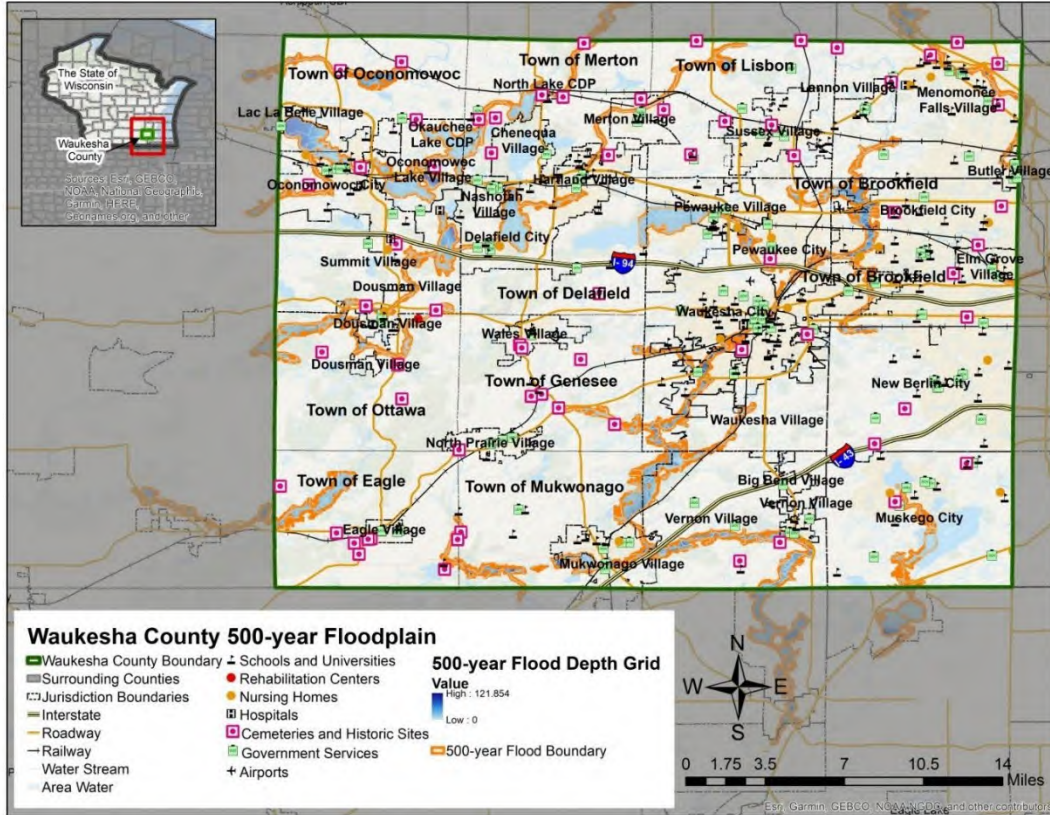 The State of
Wisconsin
Waukesha
County
Sources: Esri, GEBCO,
NOAA, National Geographic,
Garmin, HERE,
Geonames.org, and other
Town of Oconomowoc
Town of Merton
Town of Lisbon
North Lake CDP
Lannon Village
Menomonee
Falls Village
Lac La Belle Village
Okauchee
Lake CDP
Chenequa
Village
Merton Village
Sussex Village
Oconomowoc
Lake Village
Oconomowoc City
Hartland Village
Town of Brookfield
Butler Village
Nashotah
Village
Pewaukee Village
Brookfield City
Delafield City
Pewaukee City
Elm Grove
Village
Summit Village
I-94
Town of Brookfield
Dousman Village
Town of Delafield
Dousman Village
Waukesha City
Wales Village
Dousman Village
Town of Genesee
New Berlin City
Town of Ottawa
Waukesha Village
North Prairie Village
I-43
Town of Eagle
Town of Mukwonago
Big Bend Village
Vernon Village
Vernon Village
Muskego City
Eagle Village
Mukwonago Village
Waukesha County 500-year Floodplain
Waukesha County Boundary
Surrounding Counties
Jurisdiction Boundaries
Interstate
Roadway
Railway
Water Stream
Area Water
Schools and Universities
Rehabilitation Centers
Nursing Homes
Hospitals
Cemeteries and Historic Sites
Government Services
Airports
500-year Flood Depth Grid
Value
High : 121.854
Low : 0
500-year Flood Boundary
N
W E
S
0 1.75 3.5 7 10.5 14
Miles
Esri, Garmin, GEBCO, NOAA NGDC, and other contributors
Eagle Lake